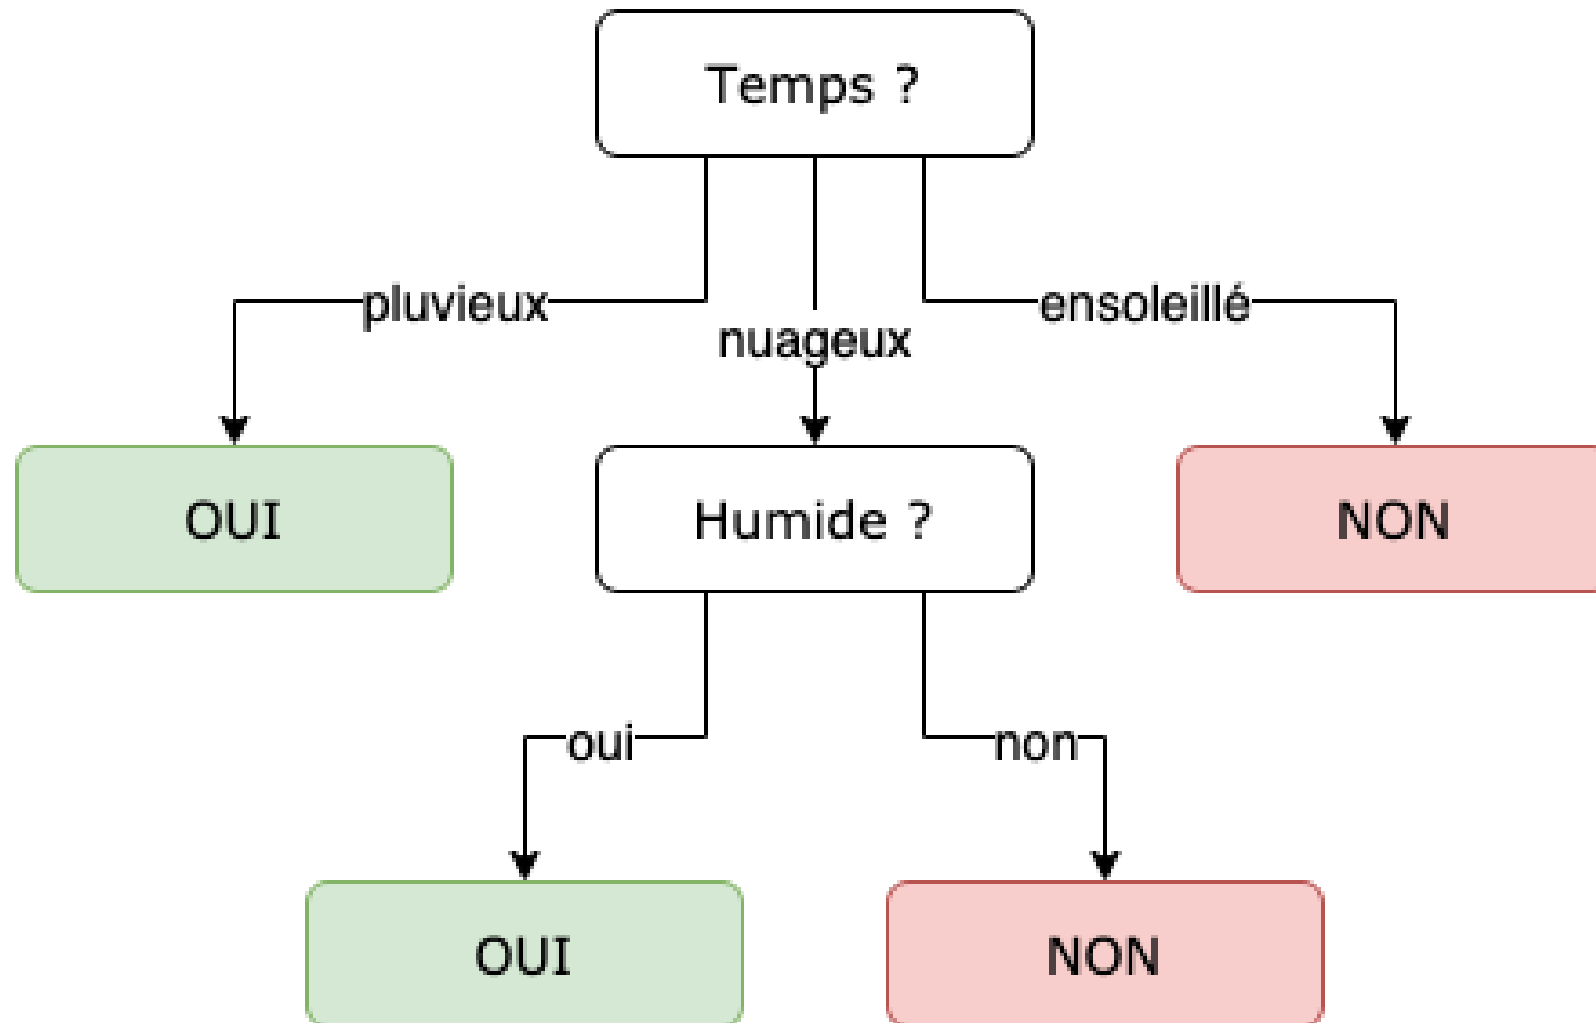 Temps ?
pluvieux
nuageux
ensoleillé
OUI
Humide ?
NON
oui
non
OUI
NON